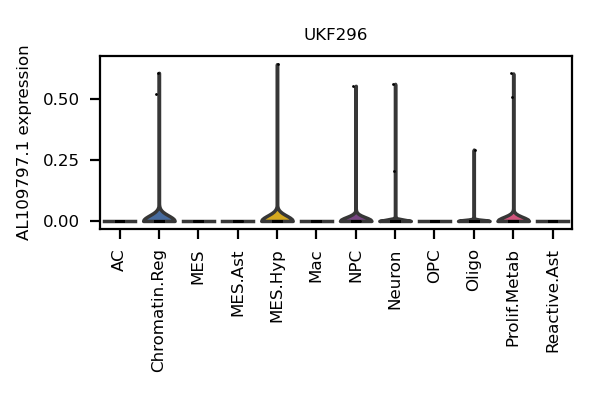 UKF296
AL109797.1 expression
0.50
0.25
0.00
AC
Chromatin.Reg
MES
MES.Ast
MES.Hyp
Mac
NPC
Neuron
OPC
Oligo
Prolif.Metab
Reactive.Ast